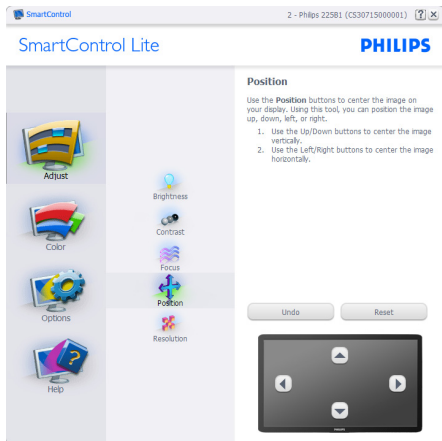 SmartControl
2 - Philips 225B1 (CS30715000001)
SmartControl Lite
PHILIPS
Adjust
Color
Options
Help
Brightness
Contrast
Focus
Position
Resolution
Position
Use the Position buttons to center the image on
your display. Using this tool, you can position the image
up, down, left, or right.
1. Use the Up/Down buttons to center the image
vertically.
2. Use the Left/Right buttons to center the image
horizontally.
Undo
Reset
PHILIPS